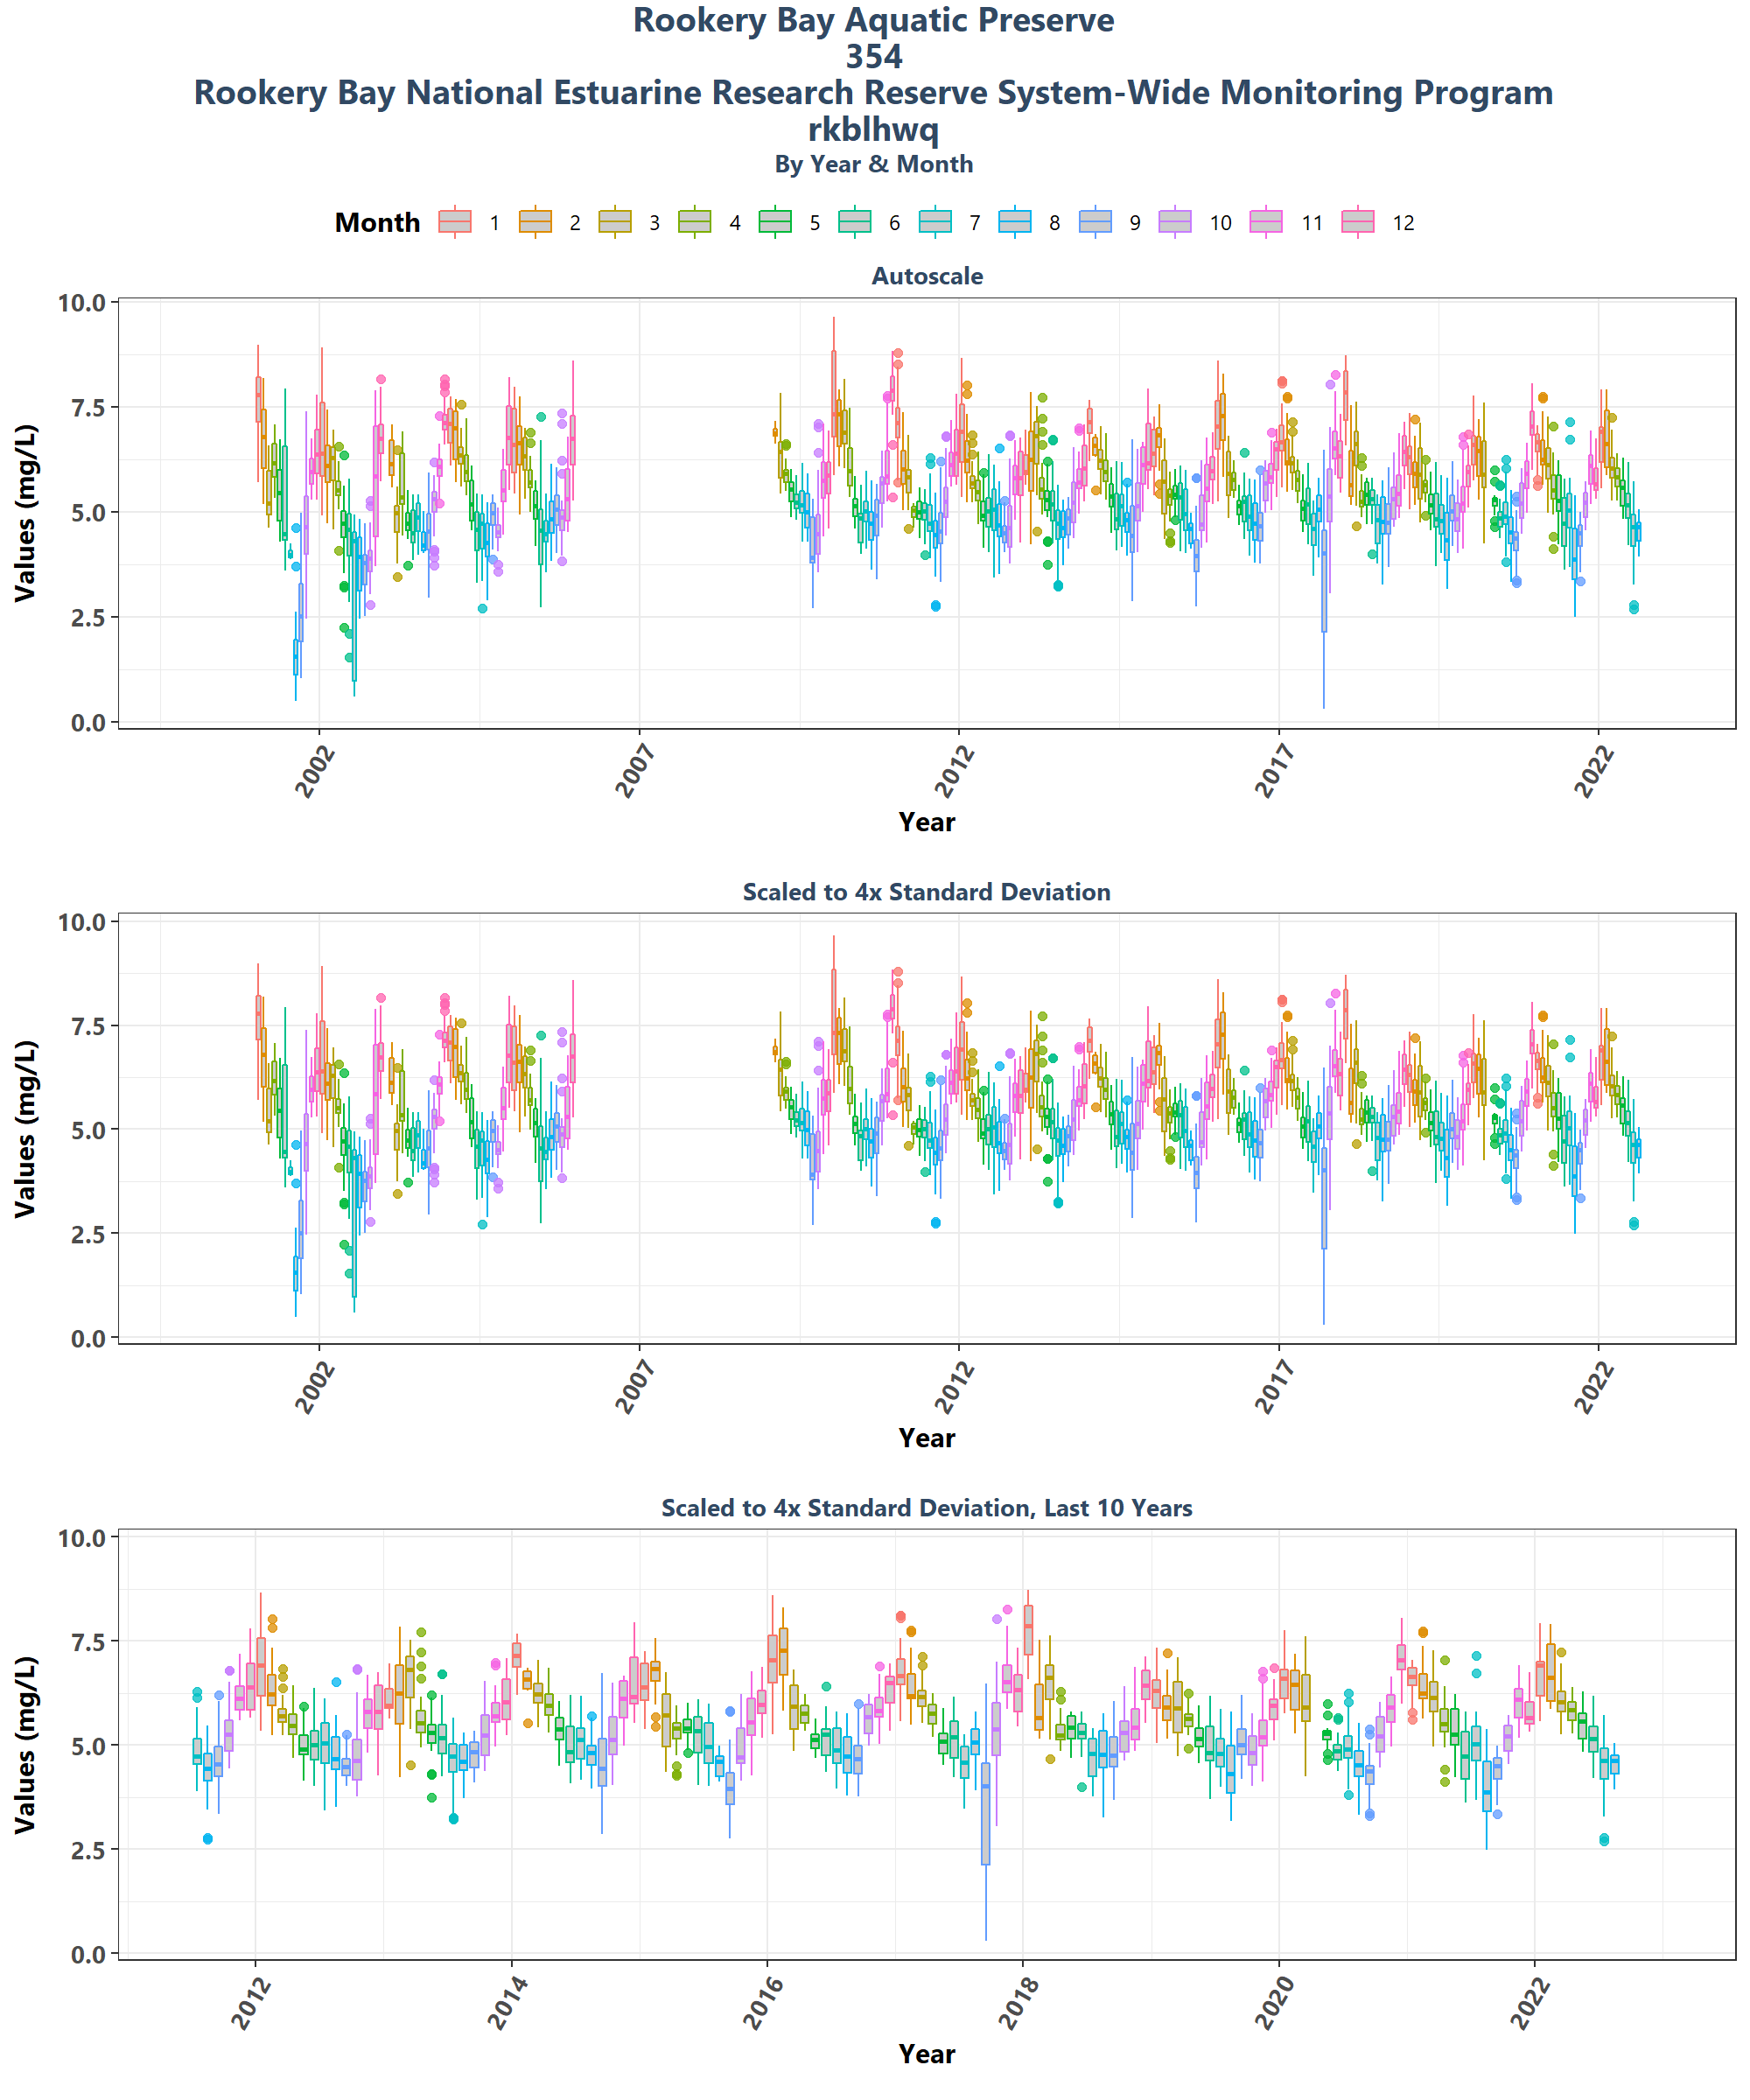 Rookery Bay Aquatic Preserve
354
Rookery Bay National Estuarine Research Reserve System-Wide Monitoring Program
rkblhwq
By Year & Month
Month 1 2 3 4 5 6 7 8 9 10 11 12
Autoscale
Values (mg/L)
10.0
7.5
5.0
2.5
0.0
2002 2007 2012 2017 2022
Year
Scaled to 4x Standard Deviation
Values (mg/L)
10.0
7.5
5.0
2.5
0.0
2002 2007 2012 2017 2022
Year
Scaled to 4x Standard Deviation, Last 10 Years
Values (mg/L)
10.0
7.5
5.0
2.5
0.0
2012 2014 2016 2018 2020 2022
Year